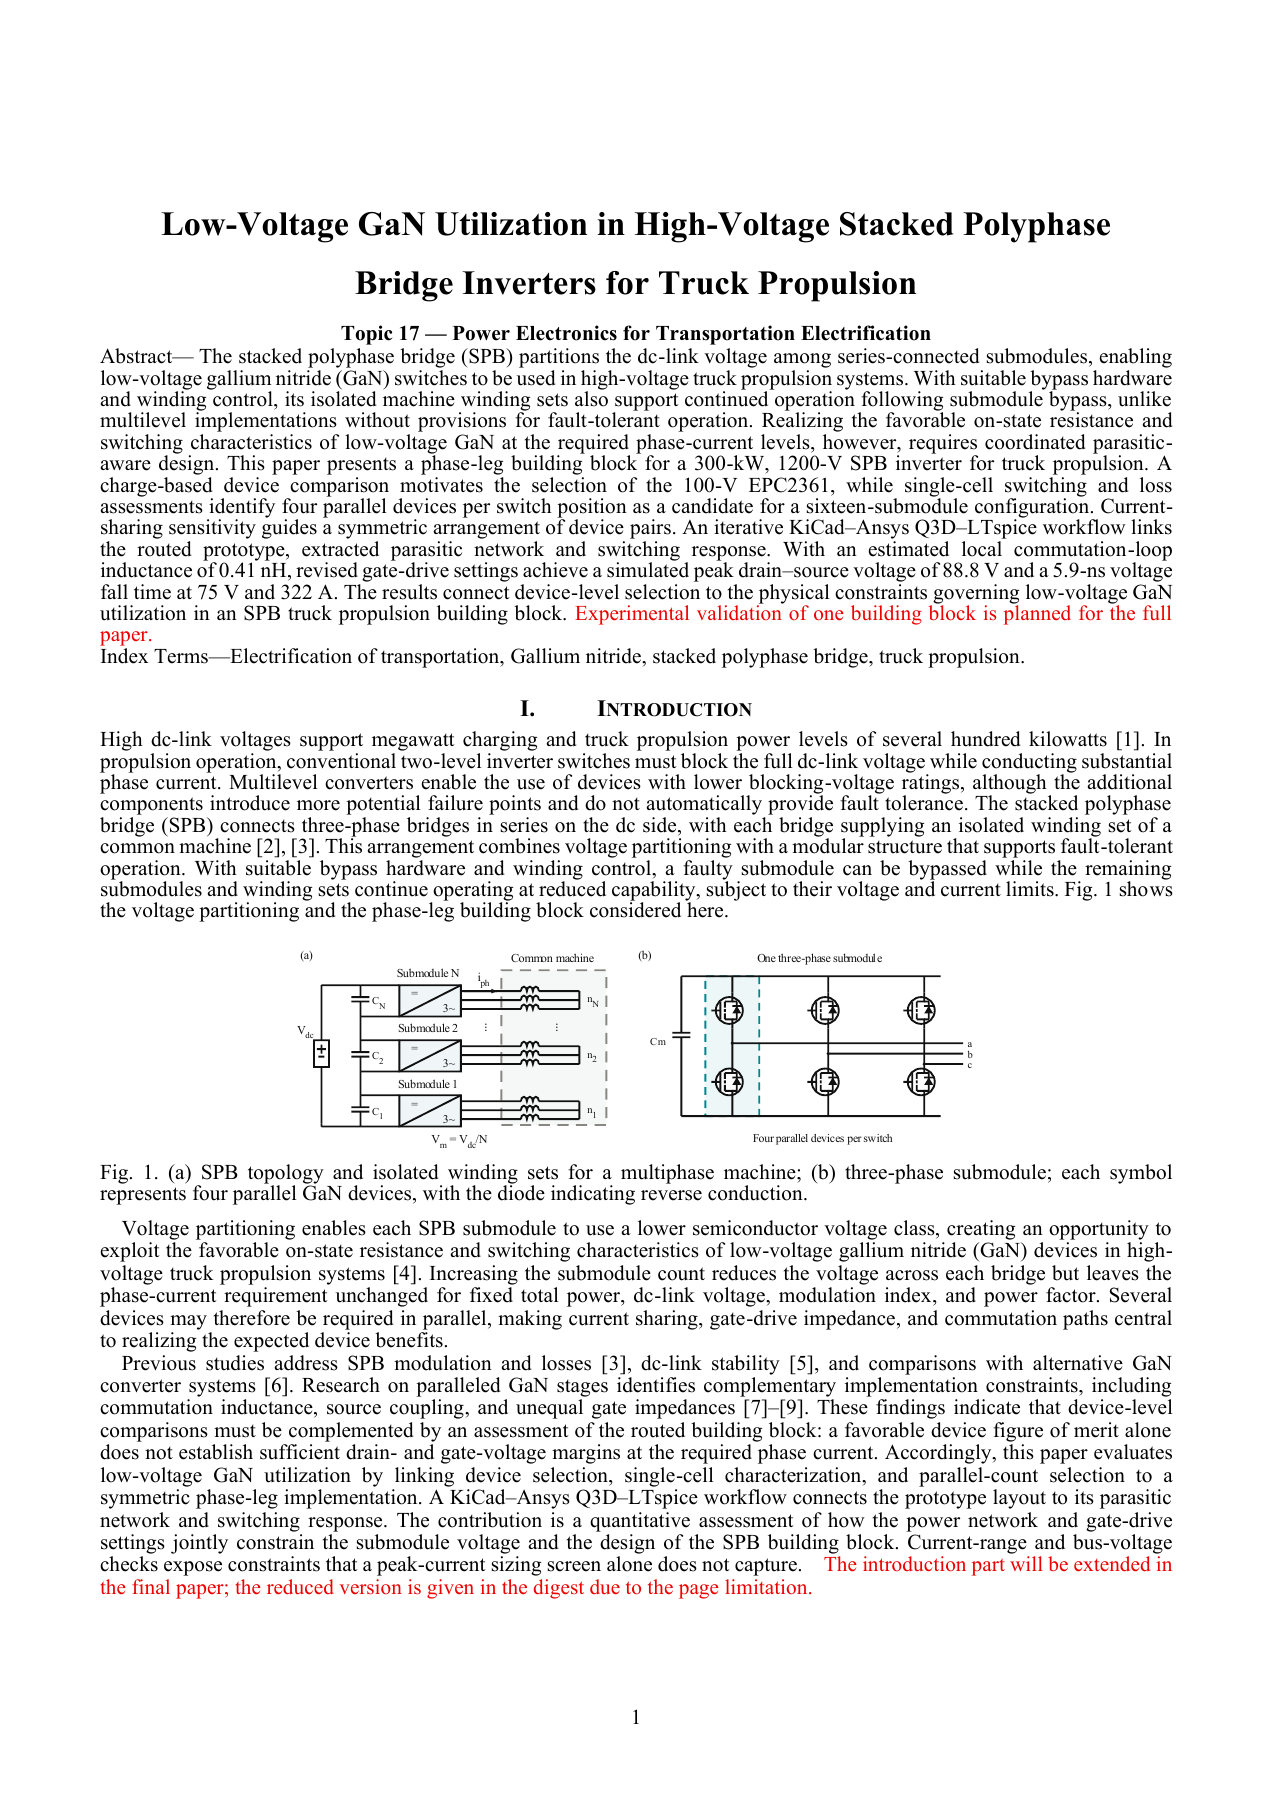 Low-Voltage GaN Utilization in High-Voltage Stacked Polyphase
Bridge Inverters for Truck Propulsion
Topic 17 — Power Electronics for Transportation Electrification
Abstract— The stacked polyphase bridge (SPB) partitions the dc-link voltage among series-connected submodules, enabling
low-voltage gallium nitride (GaN) switches to be used in high-voltage truck propulsion systems. With suitable bypass hardware
and winding control, its isolated machine winding sets also support continued operation following submodule bypass, unlike
multilevel implementations without provisions for fault-tolerant operation. Realizing the favorable on-state resistance and
switching characteristics of low-voltage GaN at the required phase-current levels, however, requires coordinated parasitic-
aware design. This paper presents a phase-leg building block for a 300-kW, 1200-V SPB inverter for truck propulsion. A
charge-based device comparison motivates the selection of the 100-V EPC2361, while single-cell switching and loss
assessments identify four parallel devices per switch position as a candidate for a sixteen-submodule configuration. Current-
sharing sensitivity guides a symmetric arrangement of device pairs. An iterative KiCad–Ansys Q3D–LTspice workflow links
the routed prototype, extracted parasitic network and switching response. With an estimated local commutation-loop
inductance of 0.41 nH, revised gate-drive settings achieve a simulated peak drain–source voltage of 88.8 V and a 5.9-ns voltage
fall time at 75 V and 322 A. The results connect device-level selection to the physical constraints governing low-voltage GaN
utilization in an SPB truck propulsion building block. Experimental validation of one building block is planned for the full
paper.
Index Terms—Electrification of transportation, Gallium nitride, stacked polyphase bridge, truck propulsion.
I. INTRODUCTION
High dc-link voltages support megawatt charging and truck propulsion power levels of several hundred kilowatts [1]. In
propulsion operation, conventional two-level inverter switches must block the full dc-link voltage while conducting substantial
phase current. Multilevel converters enable the use of devices with lower blocking-voltage ratings, although the additional
components introduce more potential failure points and do not automatically provide fault tolerance. The stacked polyphase
bridge (SPB) connects three-phase bridges in series on the dc side, with each bridge supplying an isolated winding set of a
common machine [2], [3]. This arrangement combines voltage partitioning with a modular structure that supports fault-tolerant
operation. With suitable bypass hardware and winding control, a faulty submodule can be bypassed while the remaining
submodules and winding sets continue operating at reduced capability, subject to their voltage and current limits. Fig. 1 shows
the voltage partitioning and the phase-leg building block considered here.
(a)
Common machine
Submodule N
iph
CN
=
3~
nN
Submodule 2
⋮
⋮
Vdc
C2
=
3~
n2
Submodule 1
C1
=
3~
n1
Vm = Vdc/N
(b)
One three-phase submodule
Cm
a
b
c
Four parallel devices per switch
Fig. 1. (a) SPB topology and isolated winding sets for a multiphase machine; (b) three-phase submodule; each symbol
represents four parallel GaN devices, with the diode indicating reverse conduction.
Voltage partitioning enables each SPB submodule to use a lower semiconductor voltage class, creating an opportunity to
exploit the favorable on-state resistance and switching characteristics of low-voltage gallium nitride (GaN) devices in high-
voltage truck propulsion systems [4]. Increasing the submodule count reduces the voltage across each bridge but leaves the
phase-current requirement unchanged for fixed total power, dc-link voltage, modulation index, and power factor. Several
devices may therefore be required in parallel, making current sharing, gate-drive impedance, and commutation paths central
to realizing the expected device benefits.
Previous studies address SPB modulation and losses [3], dc-link stability [5], and comparisons with alternative GaN
converter systems [6]. Research on paralleled GaN stages identifies complementary implementation constraints, including
commutation inductance, source coupling, and unequal gate impedances [7]–[9]. These findings indicate that device-level
comparisons must be complemented by an assessment of the routed building block: a favorable device figure of merit alone
does not establish sufficient drain- and gate-voltage margins at the required phase current. Accordingly, this paper evaluates
low-voltage GaN utilization by linking device selection, single-cell characterization, and parallel-count selection to a
symmetric phase-leg implementation. A KiCad–Ansys Q3D–LTspice workflow connects the prototype layout to its parasitic
network and switching response. The contribution is a quantitative assessment of how the power network and gate-drive
settings jointly constrain the submodule voltage and the design of the SPB building block. Current-range and bus-voltage
checks expose constraints that a peak-current sizing screen alone does not capture. The introduction part will be extended in
the final paper; the reduced version is given in the digest due to the page limitation.
1